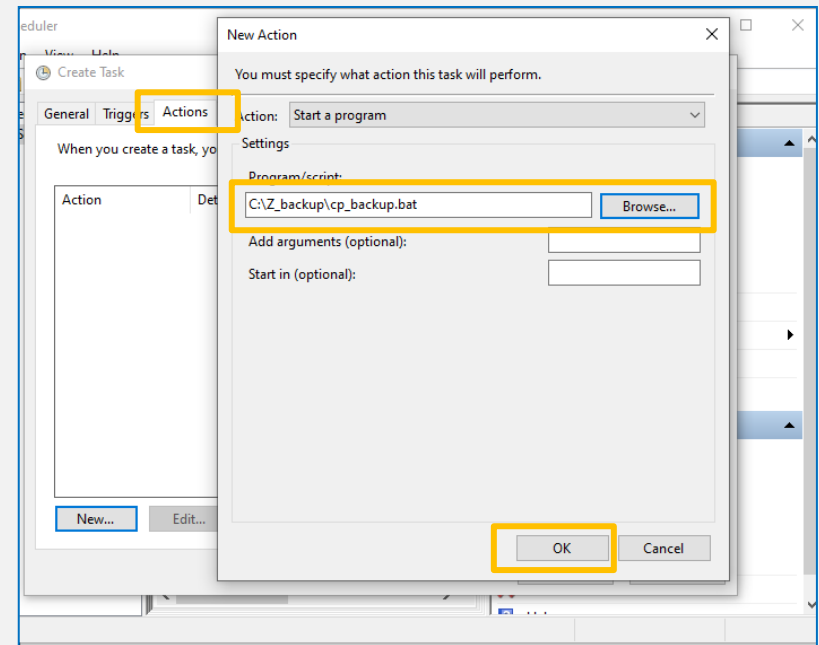 eduler
New Action
View Help
Create Task
You must specify what action this task will perform.
General Triggers Actions
Action: Start a program
When you create a task, yo
Settings
Program/script:
Action Det
C:\Z_backup\cp_backup.bat Browse...
Add arguments (optional):
Start in (optional):
New... Edit...
OK Cancel